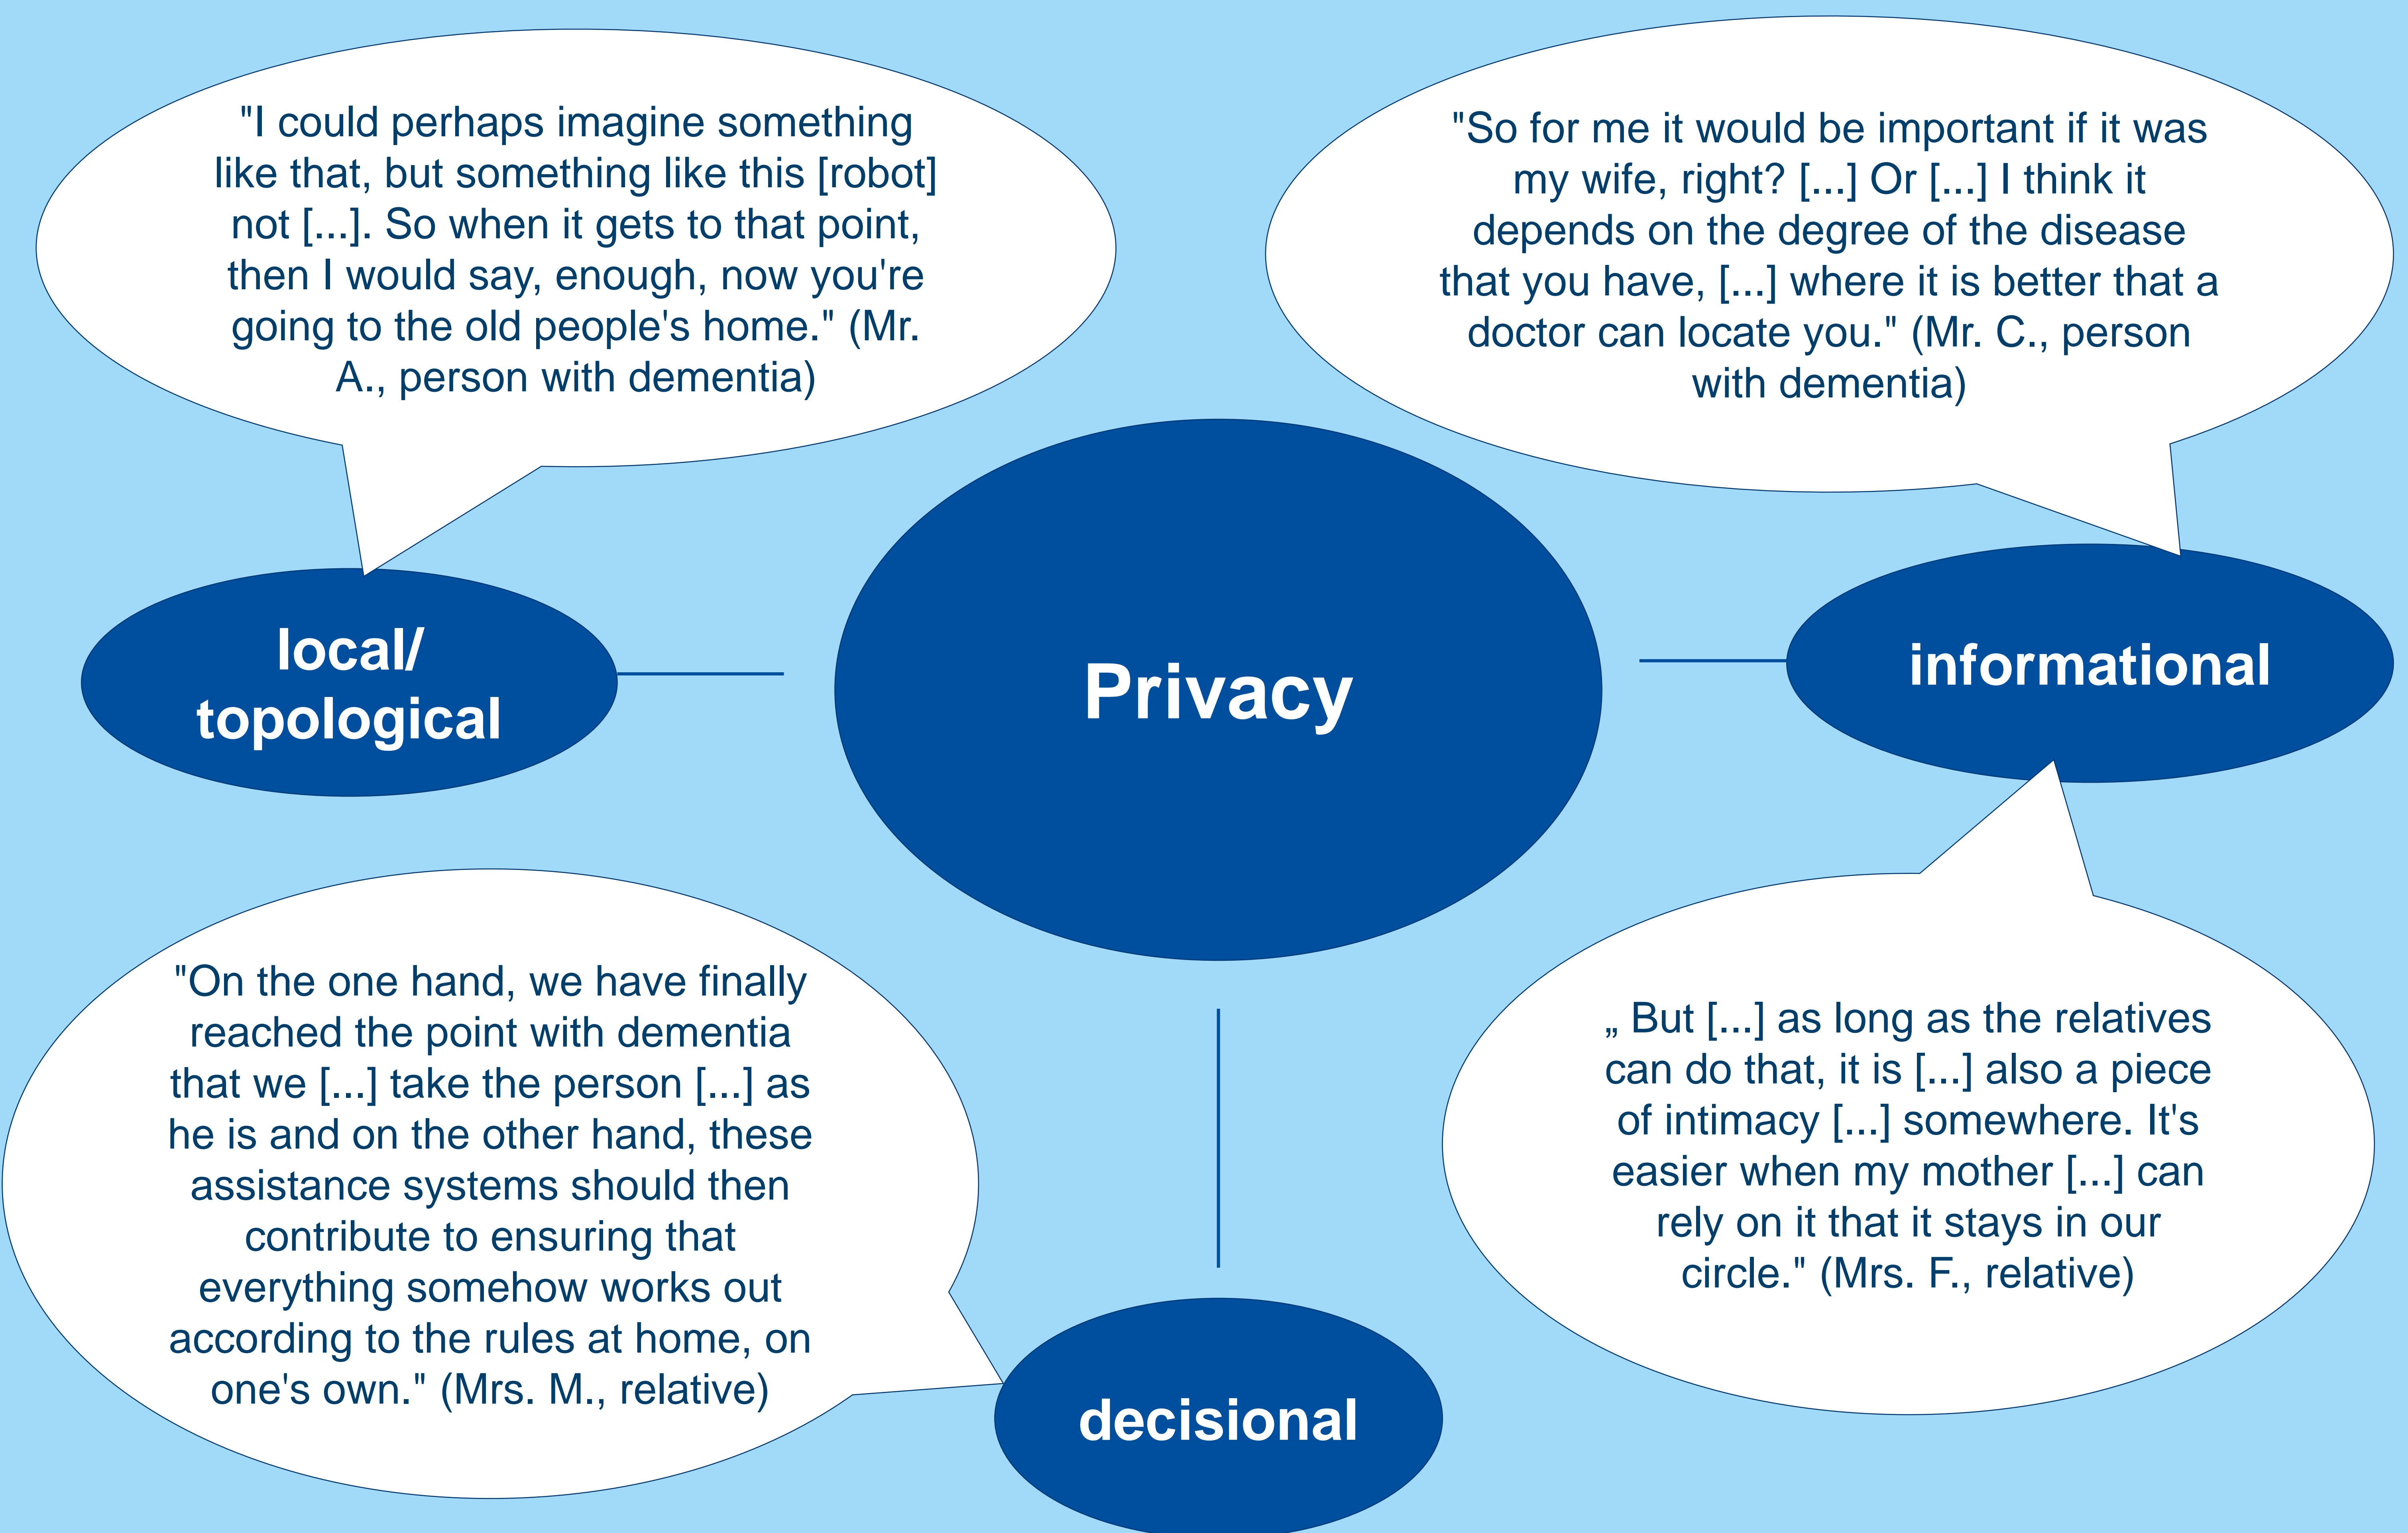 "I could perhaps imagine something
like that, but something like this [robot]
not [...]. So when it gets to that point,
then I would say, enough, now you're
going to the old people's home." (Mr.
A., person with dementia)
"So for me it would be important if it was
my wife, right? [...] Or [...] I think it
depends on the degree of the disease
that you have, [...] where it is better that a
doctor can locate you." (Mr. C., person
with dementia)
local/
topological
Privacy
informational
"On the one hand, we have finally
reached the point with dementia
that we [...] take the person [...] as
he is and on the other hand, these
assistance systems should then
contribute to ensuring that
everything somehow works out
according to the rules at home, on
one's own." (Mrs. M., relative)
„ But [...] as long as the relatives
can do that, it is [...] also a piece
of intimacy [...] somewhere. It's
easier when my mother [...] can
rely on it that it stays in our
circle." (Mrs. F., relative)
decisional